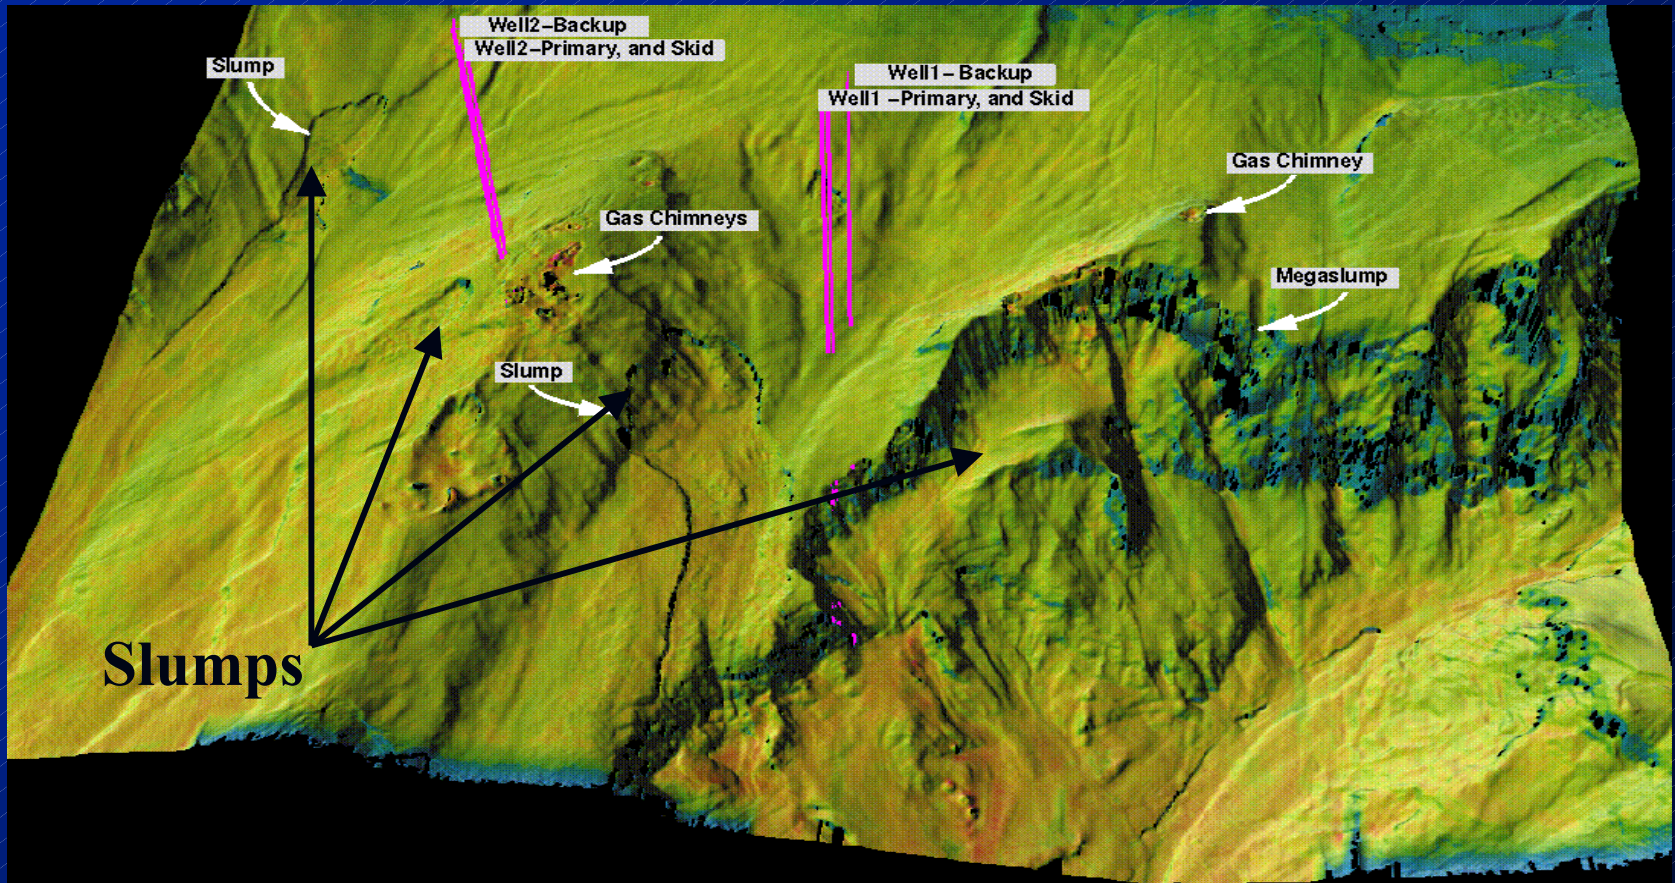 Well2–Backup
Well2–Primary, and Skid
Slump
Well1– Backup
Well1 –Primary, and Skid
Gas Chimney
Gas Chimneys
Megaslump
Slump
Slumps